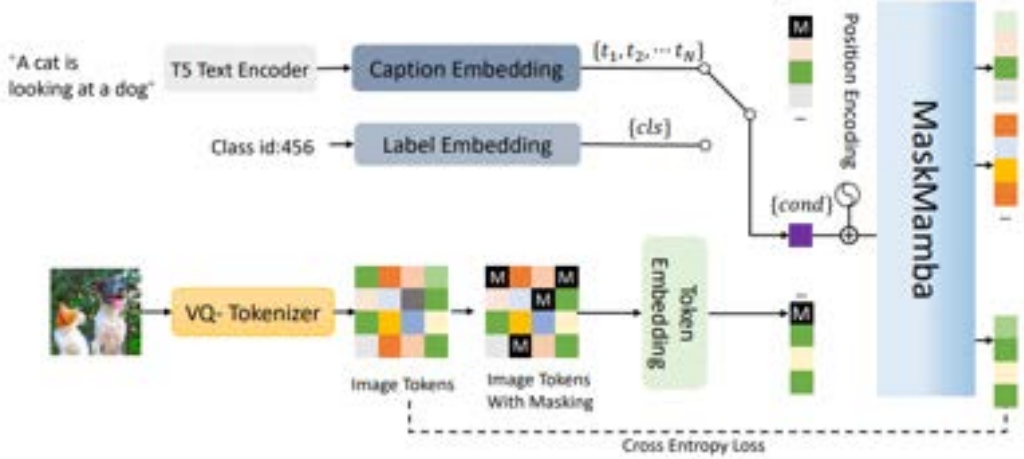 "A cat is
looking at a dog"
T5 Text Encoder
Caption Embedding
{t₁, t₂, ⋯ t_N}
Class id:456
Label Embedding
{cls}
M
Position Encoding
MaskMamba
{cond}
VQ- Tokenizer
M
M
M
M
Token
Embedding
M
Image Tokens
Image Tokens
With Masking
Cross Entropy Loss